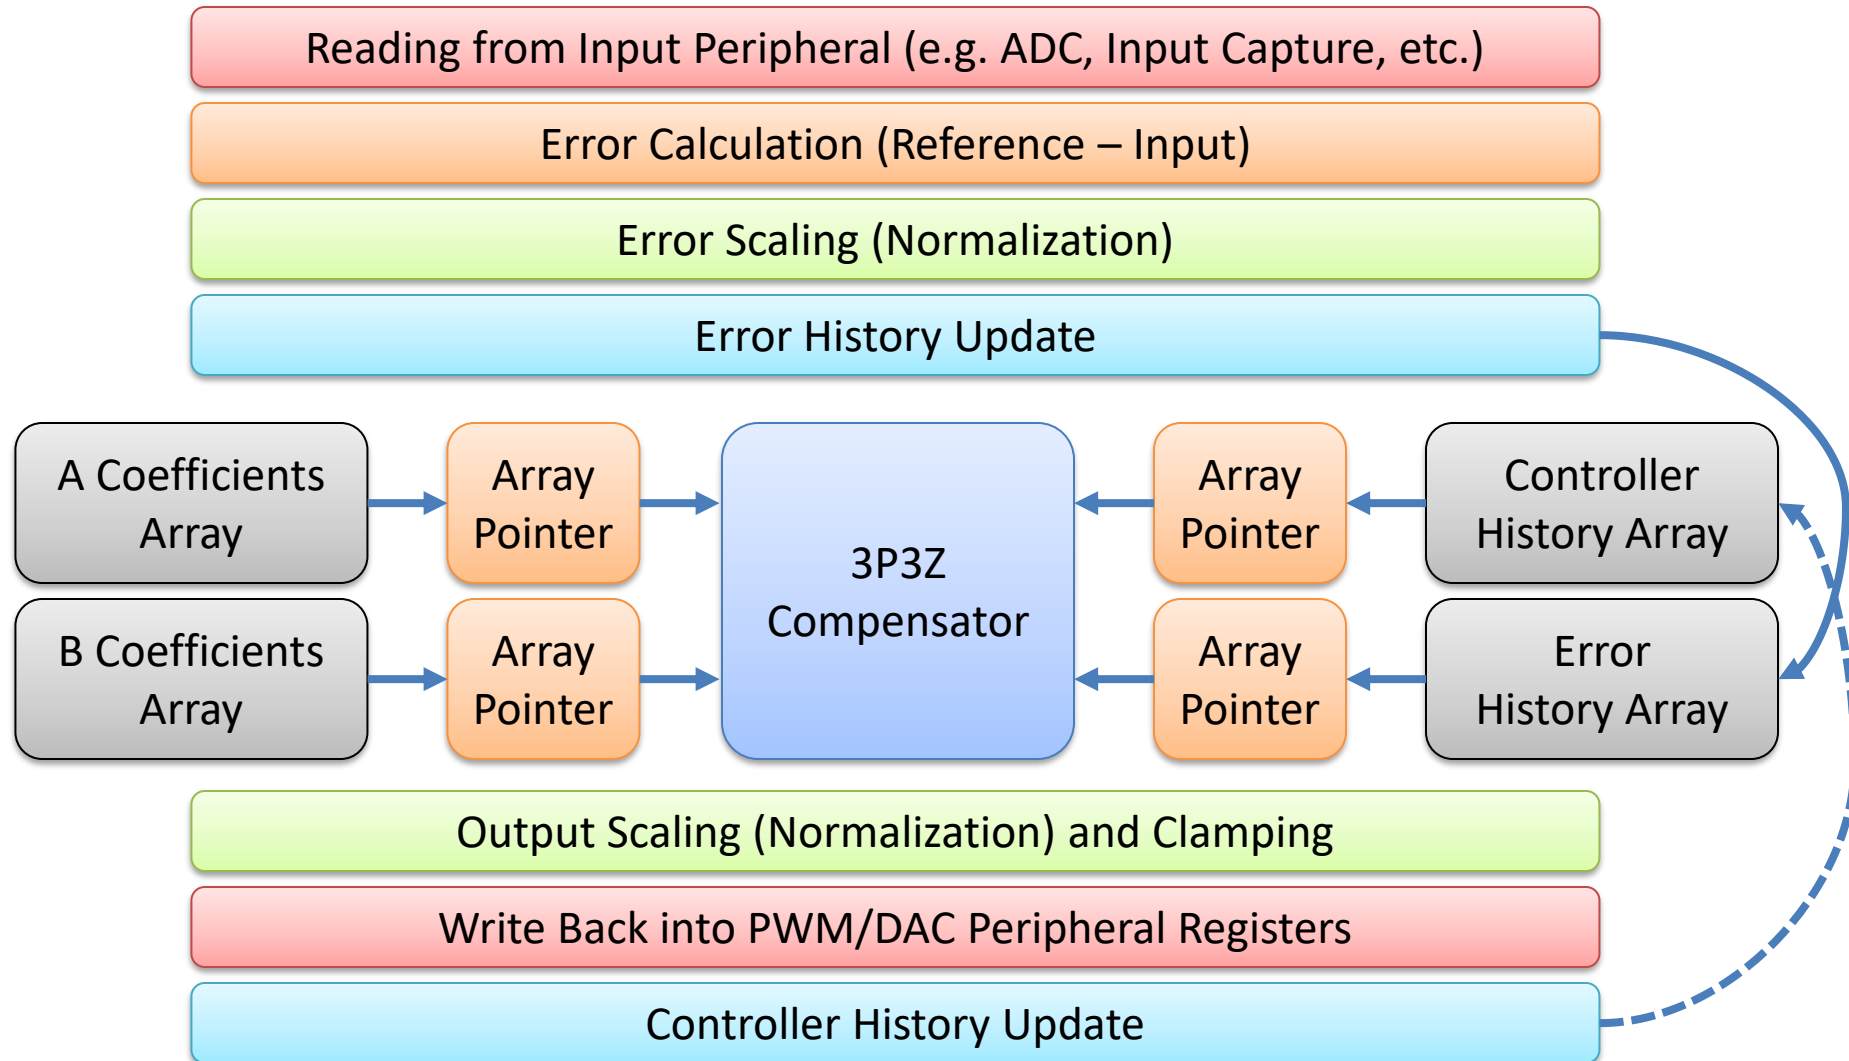 Reading from Input Peripheral (e.g. ADC, Input Capture, etc.)
Error Calculation (Reference – Input)
Error Scaling (Normalization)
Error History Update
A Coefficients
Array
Array
Pointer
3P3Z
Compensator
Array
Pointer
Controller
History Array
B Coefficients
Array
Array
Pointer
Array
Pointer
Error
History Array
Output Scaling (Normalization) and Clamping
Write Back into PWM/DAC Peripheral Registers
Controller History Update